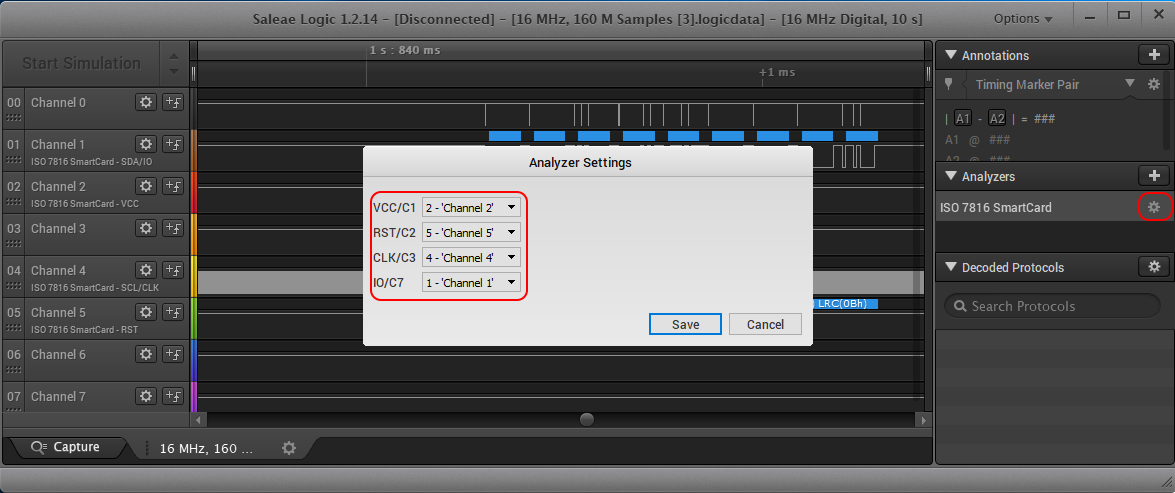 Saleae Logic 1.2.14 - [Disconnected] - [16 MHz, 160 M Samples [3].logicdata] - [16 MHz Digital, 10 s]
Options
Start Simulation
1 s : 840 ms
+1 ms
00 Channel 0
01 Channel 1
ISO 7816 SmartCard - SDA/IO
02 Channel 2
ISO 7816 SmartCard - VCC
03 Channel 3
04 Channel 4
ISO 7816 SmartCard - SCL/CLK
05 Channel 5
ISO 7816 SmartCard - RST
06 Channel 6
07 Channel 7
LRC(0Bh)
Analyzer Settings
VCC/C1 2 - 'Channel 2'
RST/C2 5 - 'Channel 5'
CLK/C3 4 - 'Channel 4'
IO/C7 1 - 'Channel 1'
Save Cancel
Annotations
Timing Marker Pair
| A1 - A2 | = ###
A1 @ ###
A2 @ ###
Analyzers
ISO 7816 SmartCard
Decoded Protocols
Search Protocols
Capture
16 MHz, 160 ...